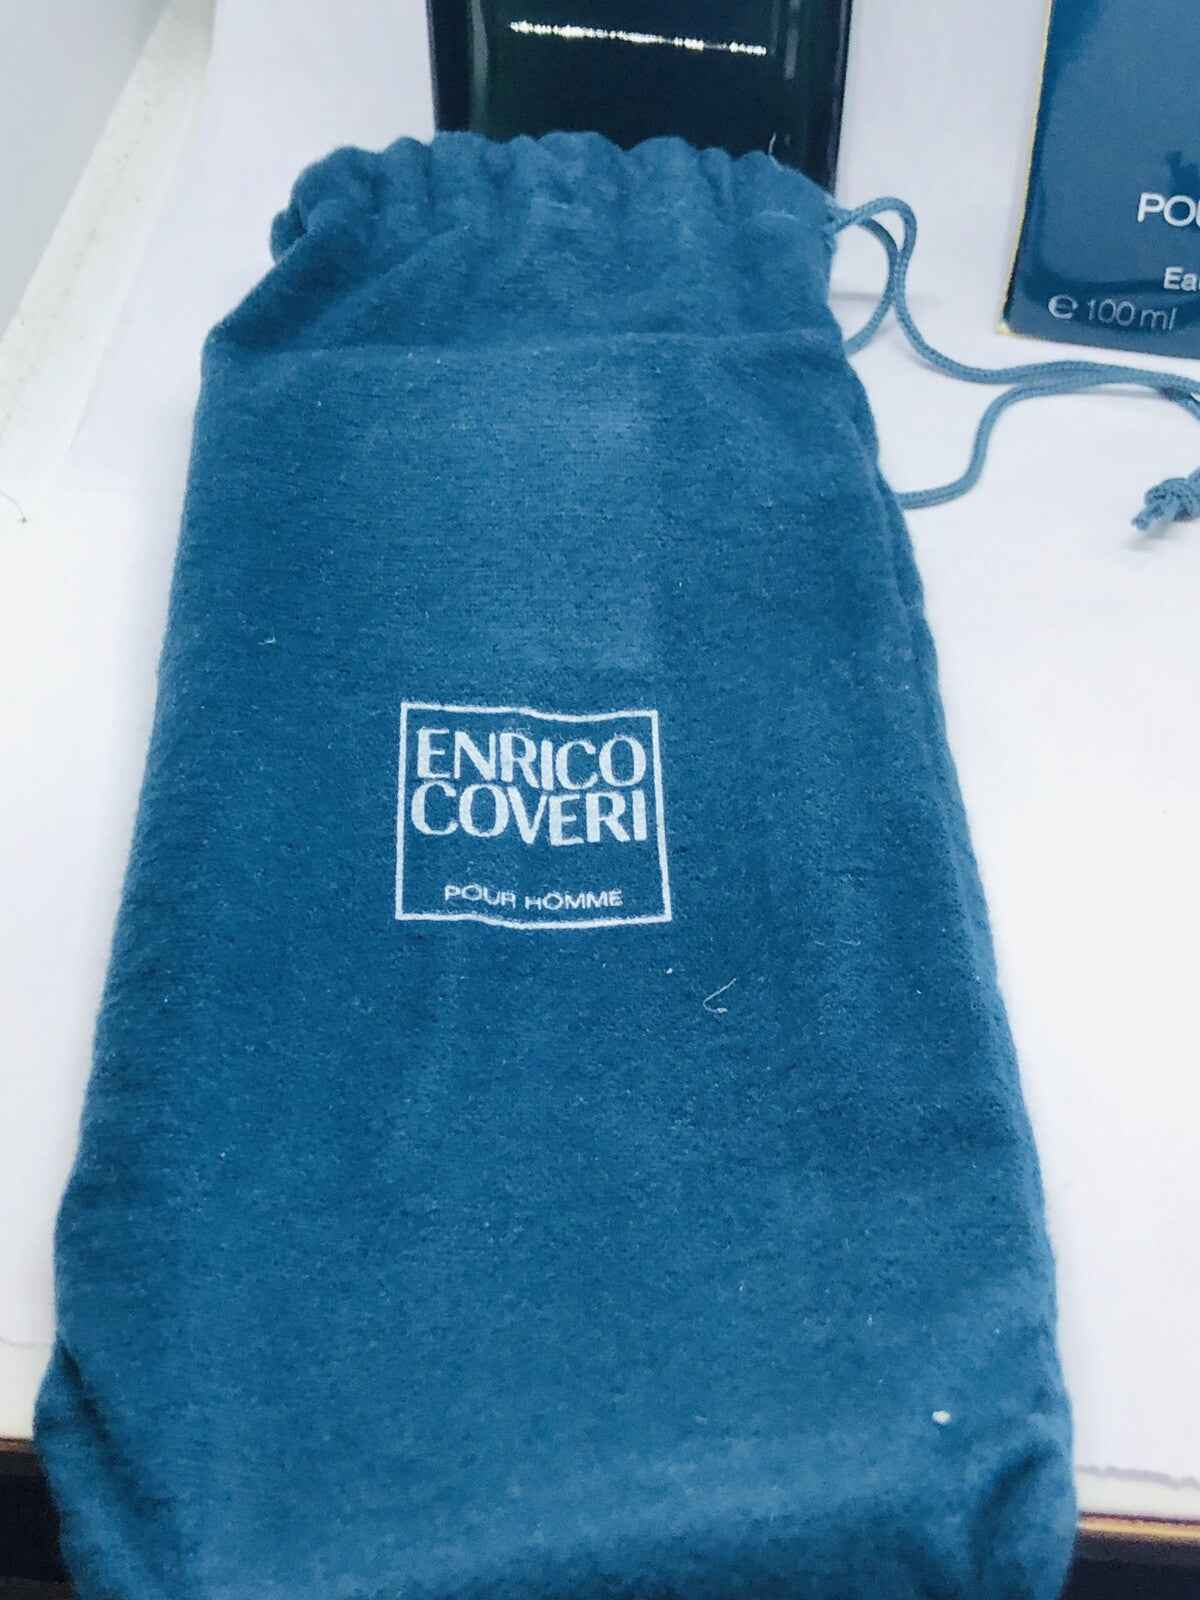 POU
Ea
℮ 100 ml
ENRICO
COVERI
POUR HOMME